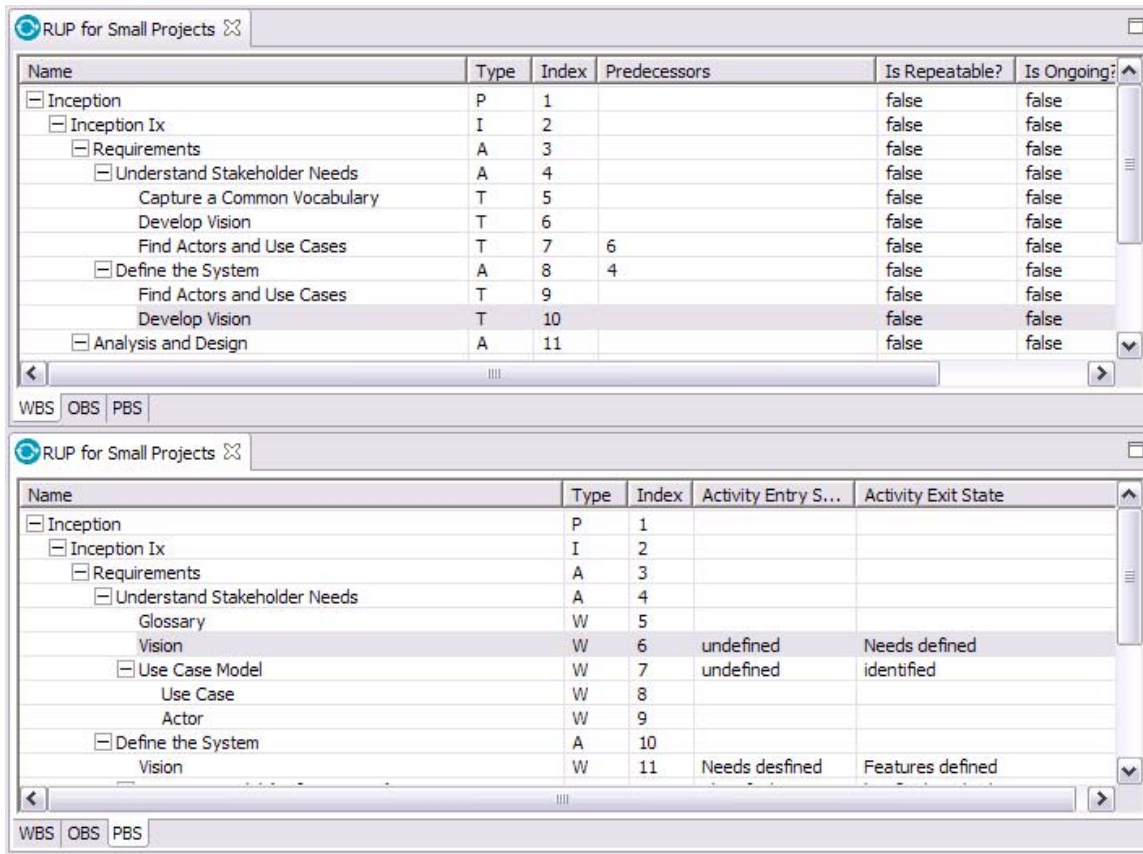 RUP for Small Projects
Name Type Index Predecessors Is Repeatable? Is Ongoing?
Inception P 1 false false
Inception Ix I 2 false false
Requirements A 3 false false
Understand Stakeholder Needs A 4 false false
Capture a Common Vocabulary T 5 false false
Develop Vision T 6 false false
Find Actors and Use Cases T 7 6 false false
Define the System A 8 4 false false
Find Actors and Use Cases T 9 false false
Develop Vision T 10 false false
Analysis and Design A 11 false false
WBS OBS PBS
RUP for Small Projects
Name Type Index Activity Entry S... Activity Exit State
Inception P 1
Inception Ix I 2
Requirements A 3
Understand Stakeholder Needs A 4
Glossary W 5
Vision W 6 undefined Needs defined
Use Case Model W 7 undefined identified
Use Case W 8
Actor W 9
Define the System A 10
Vision W 11 Needs desfined Features defined
WBS OBS PBS